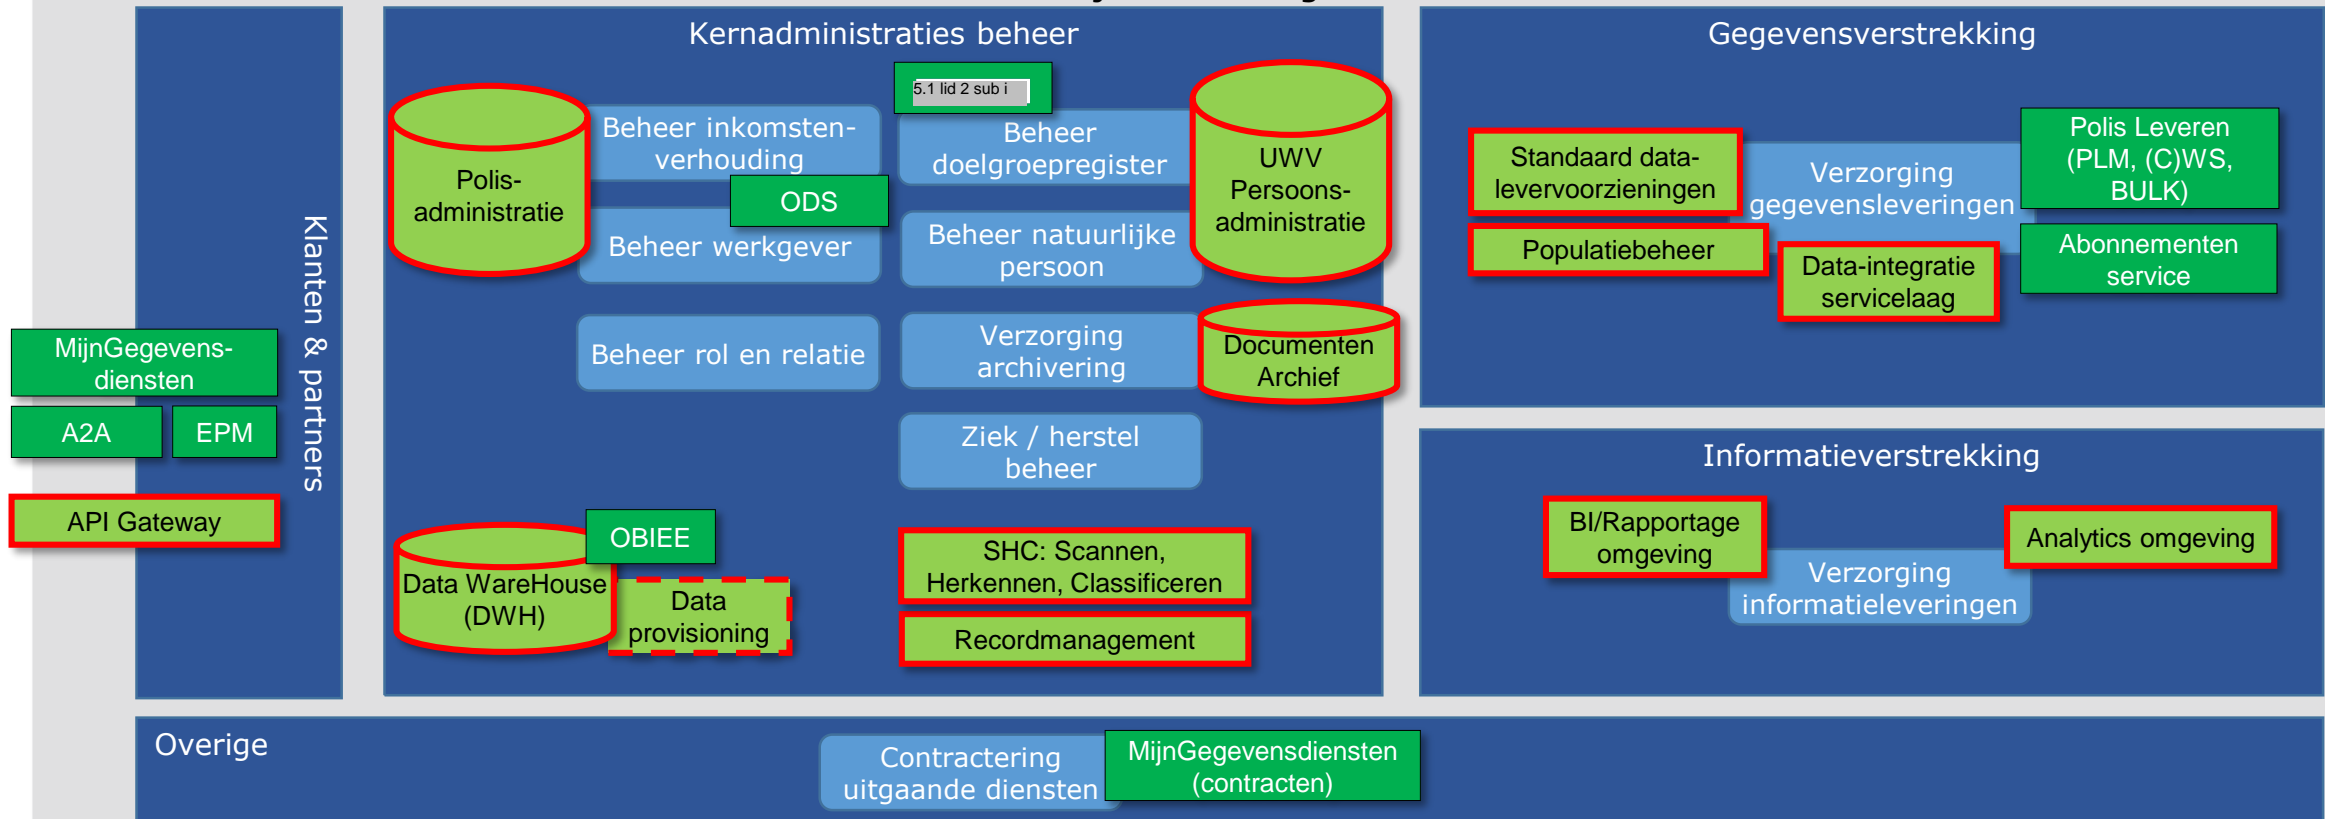 Kernadministraties beheer
Gegevensverstrekking
Klanten & partners
5.1 lid 2 sub i
Polis-
administratie
Beheer inkomsten-
verhouding
ODS
Beheer werkgever
Beheer rol en relatie
Beheer
doelgroepregister
Beheer natuurlijke
persoon
Verzorging
archivering
Ziek / herstel
beheer
UWV
Persoons-
administratie
Documenten
Archief
Standaard data-
levervoorzieningen
Populatiebeheer
Verzorging
gegevensleveringen
Data-integratie
servicelaag
Polis Leveren
(PLM, (C)WS,
BULK)
Abonnementen
service
MijnGegevens-
diensten
A2A
EPM
API Gateway
OBIEE
Data WareHouse
(DWH)
Data
provisioning
SHC: Scannen,
Herkennen, Classificeren
Recordmanagement
Informatieverstrekking
BI/Rapportage
omgeving
Verzorging
informatieleveringen
Analytics omgeving
Overige
Contractering
uitgaande diensten
MijnGegevensdiensten
(contracten)